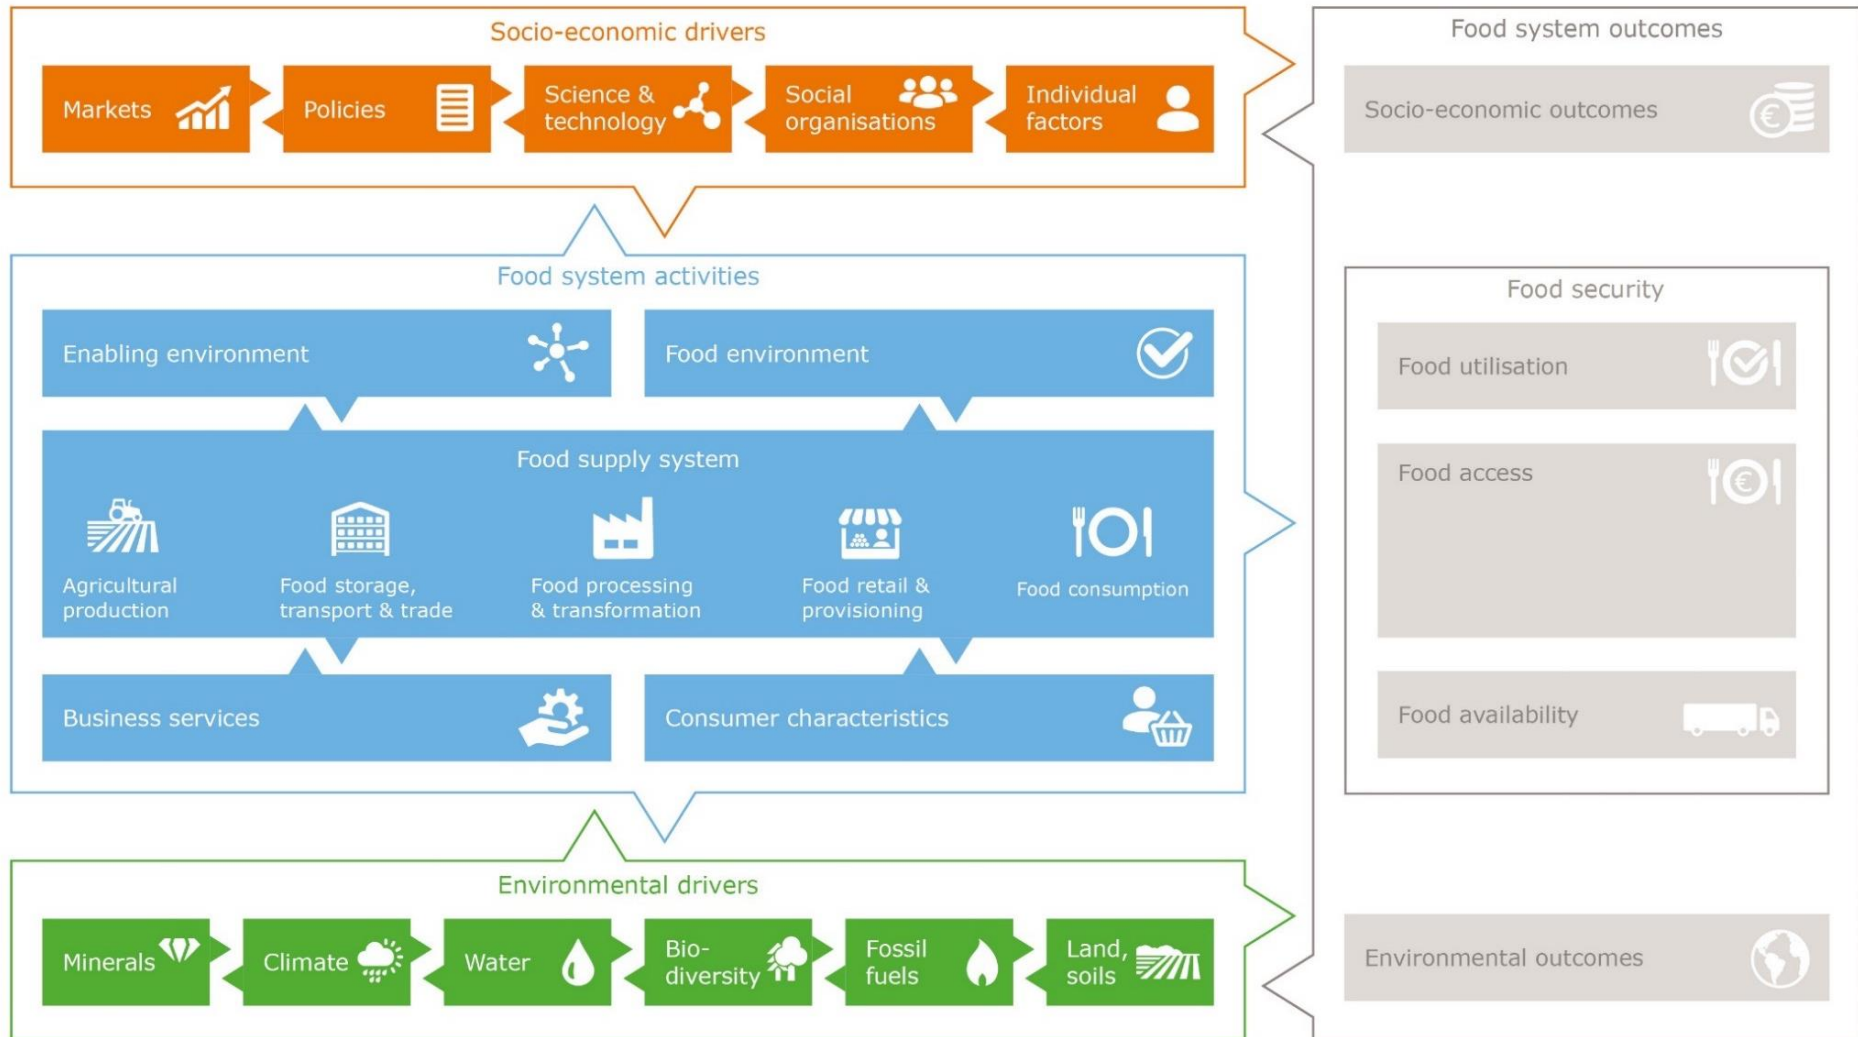 Socio-economic drivers
Markets
Policies
Science &
technology
Social
organisations
Individual
factors
Food system activities
Enabling environment
Food environment
Food supply system
Agricultural
production
Food storage,
transport & trade
Food processing
& transformation
Food retail &
provisioning
Food consumption
Business services
Consumer characteristics
Environmental drivers
Minerals
Climate
Water
Bio-
diversity
Fossil
fuels
Land,
soils
Food system outcomes
Socio-economic outcomes
€
Food security
Food utilisation
Food access
€
Food availability
Environmental outcomes